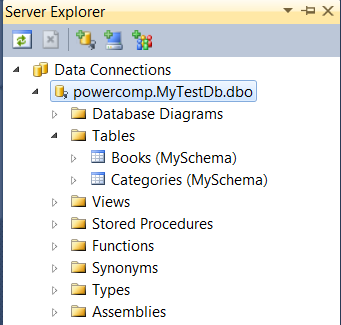 Server Explorer
Data Connections
powercomp.MyTestDb.dbo
Database Diagrams
Tables
Books (MySchema)
Categories (MySchema)
Views
Stored Procedures
Functions
Synonyms
Types
Assemblies